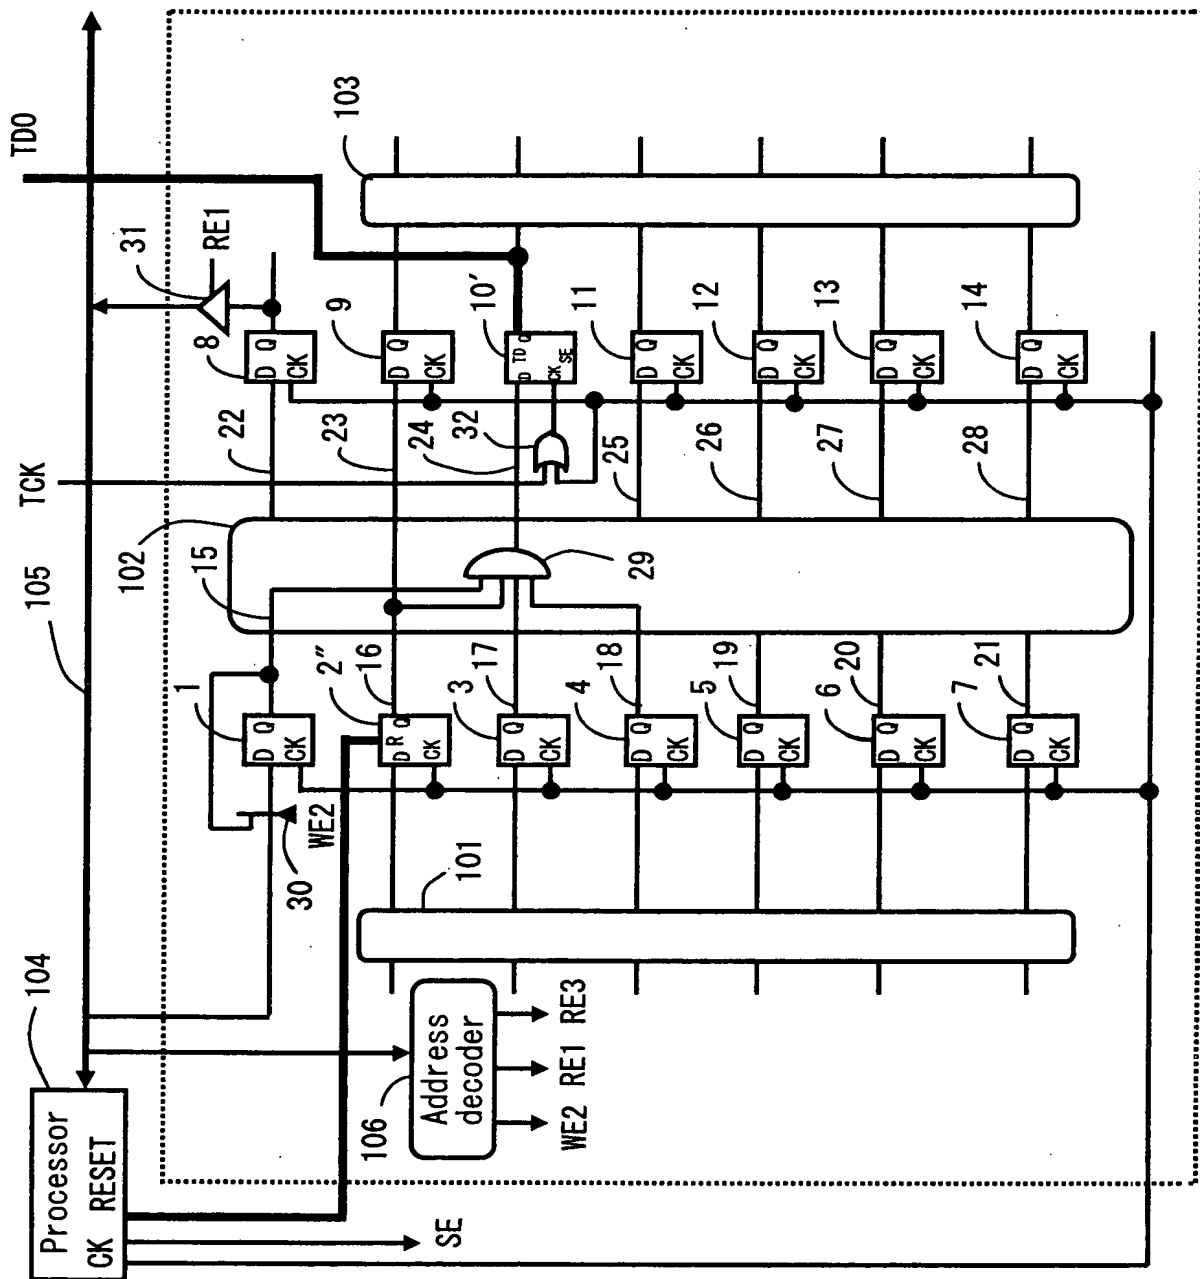 TDO
TCK
105
104
Processor
CK RESET
SE
106
Address
decoder
WE2 RE1 RE3
101
102
103
31
RE1
30
WE2
1
D Q
CK
2″
D R Q
CK
3
D Q
CK
4
D Q
CK
5
D Q
CK
6
D Q
CK
7
D Q
CK
15
16
17
18
19
20
21
29
22
23
24
32
25
26
27
28
8
D Q
CK
9
D Q
CK
10′
D TD Q
CK SE
11
D Q
CK
12
D Q
CK
13
D Q
CK
14
D Q
CK